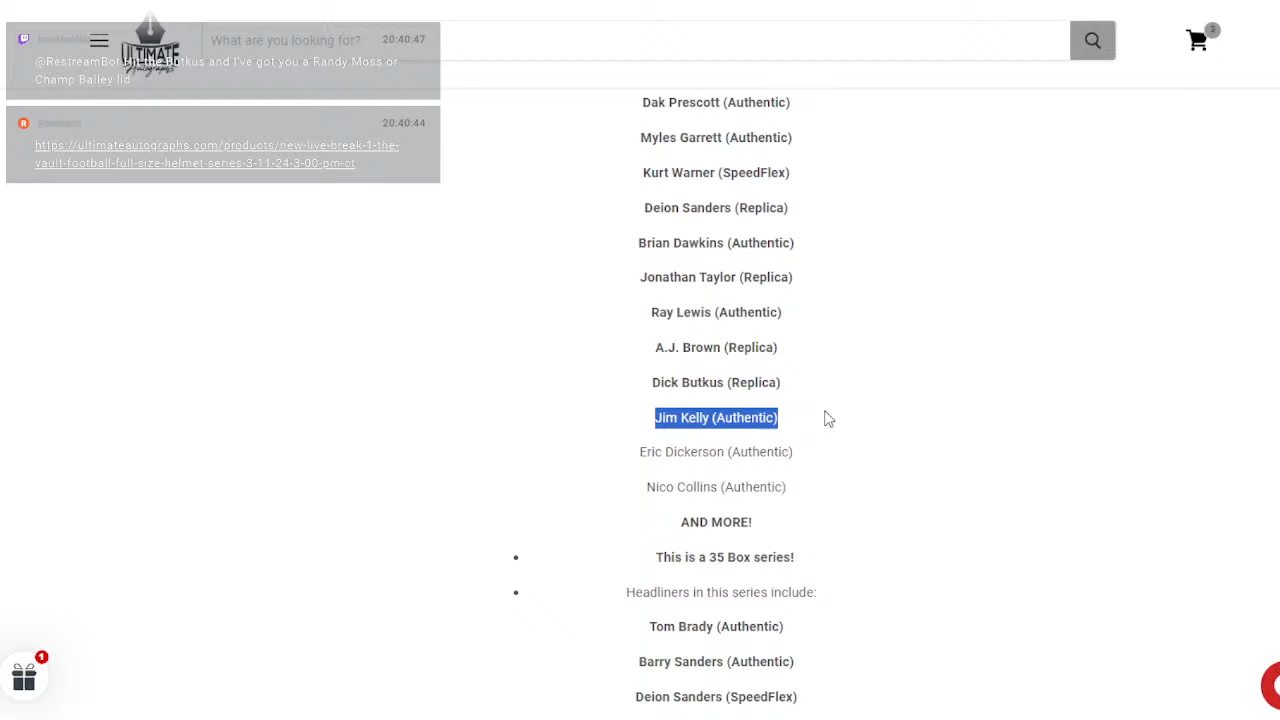 20:40:47
@RestreamBot Hit the Butkus and I've got you a Randy Moss or
Champ Bailey lid
20:40:44
https://ultimateautographs.com/products/new-live-break-1-the-
vault-football-full-size-helmet-series-3-11-24-3-00-pm-ct
ULTIMATE
Autographs
What are you looking for?
3
Dak Prescott (Authentic)
Myles Garrett (Authentic)
Kurt Warner (SpeedFlex)
Deion Sanders (Replica)
Brian Dawkins (Authentic)
Jonathan Taylor (Replica)
Ray Lewis (Authentic)
A.J. Brown (Replica)
Dick Butkus (Replica)
Jim Kelly (Authentic)
Eric Dickerson (Authentic)
Nico Collins (Authentic)
AND MORE!
This is a 35 Box series!
Headliners in this series include:
Tom Brady (Authentic)
Barry Sanders (Authentic)
Deion Sanders (SpeedFlex)
1